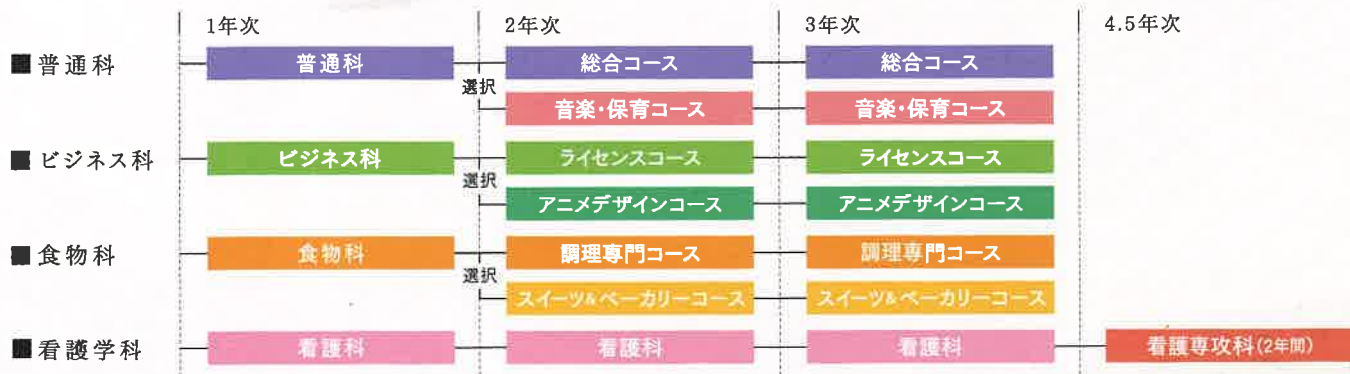 1年次 2年次 3年次 4.5年次
■普通科 普通科 総合コース 総合コース
選択
音楽・保育コース 音楽・保育コース
■ビジネス科 ビジネス科 ライセンスコース ライセンスコース
選択
アニメデザインコース アニメデザインコース
■食物科 食物科 調理専門コース 調理専門コース
選択
スイーツ&ベーカリーコース スイーツ&ベーカリーコース
■看護学科 看護科 看護科 看護科 看護専攻科(2年間)